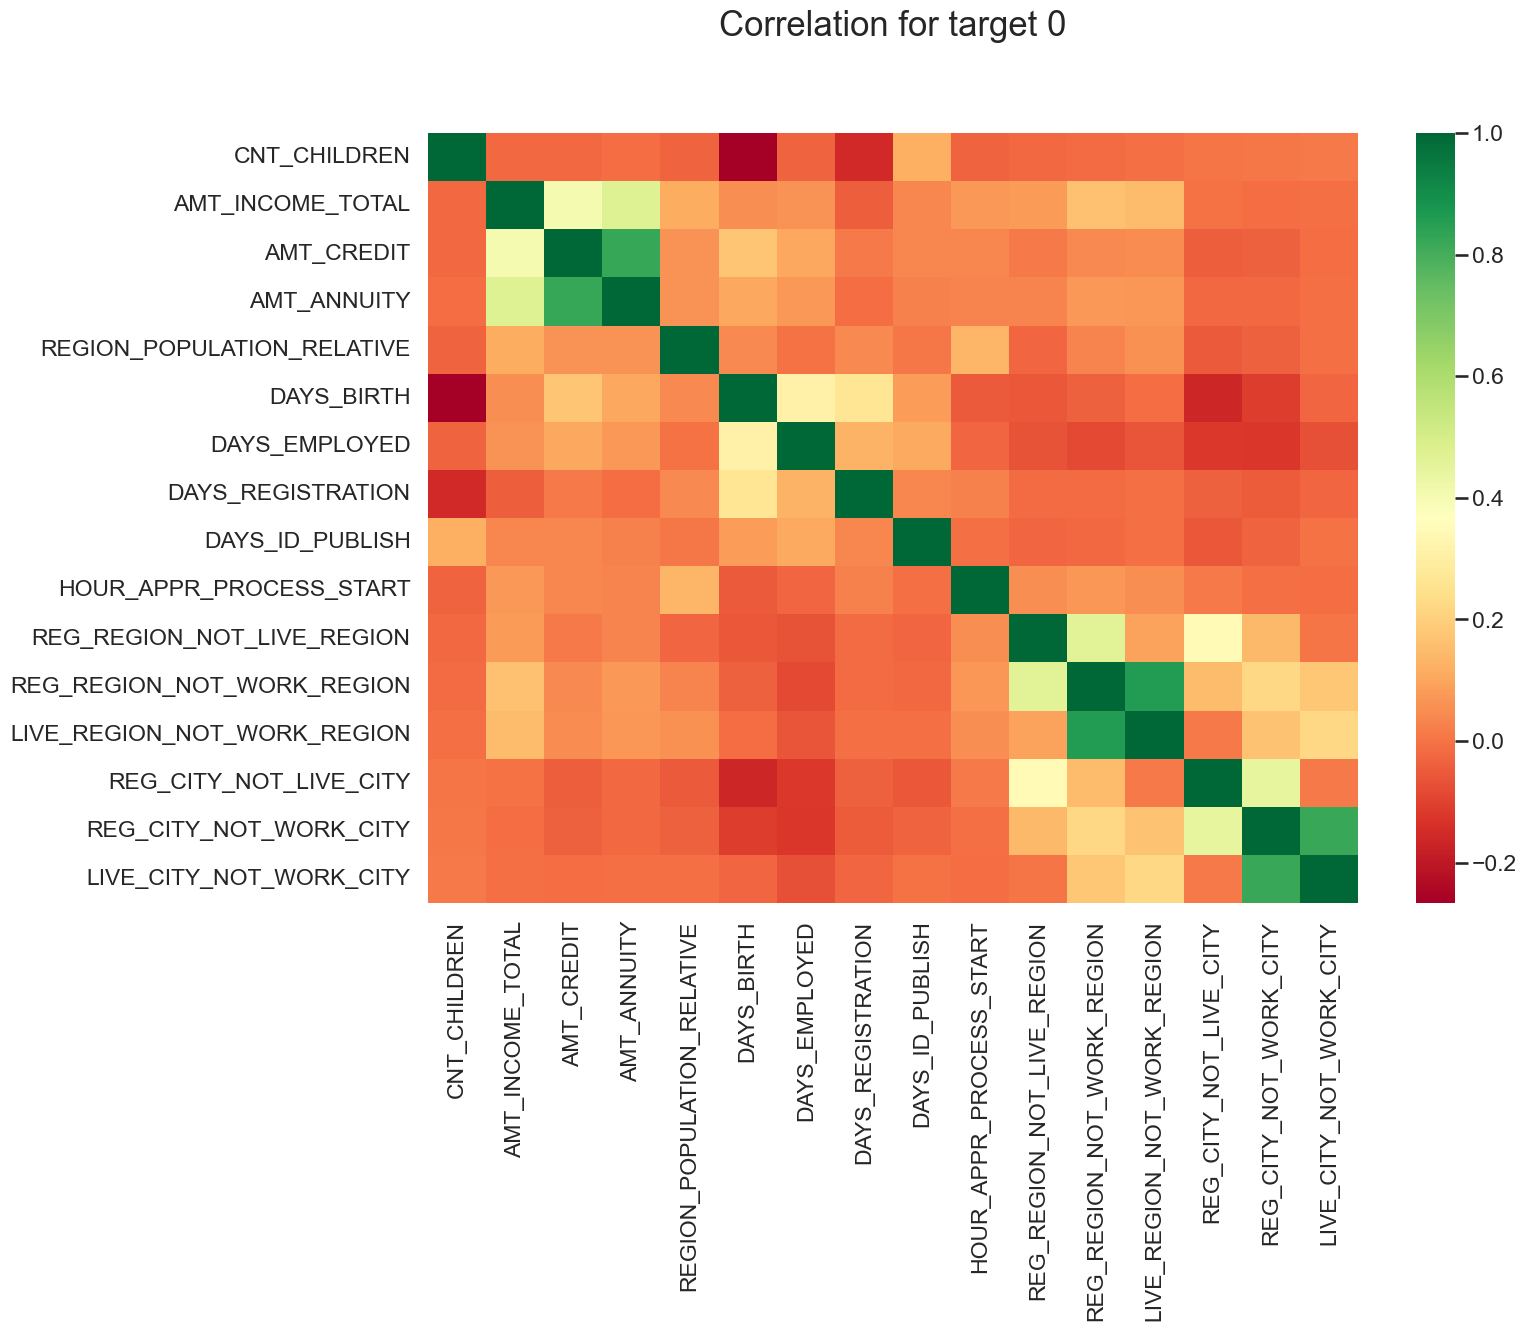 Correlation for target 0
CNT_CHILDREN
AMT_INCOME_TOTAL
AMT_CREDIT
AMT_ANNUITY
REGION_POPULATION_RELATIVE
DAYS_BIRTH
DAYS_EMPLOYED
DAYS_REGISTRATION
DAYS_ID_PUBLISH
HOUR_APPR_PROCESS_START
REG_REGION_NOT_LIVE_REGION
REG_REGION_NOT_WORK_REGION
LIVE_REGION_NOT_WORK_REGION
REG_CITY_NOT_LIVE_CITY
REG_CITY_NOT_WORK_CITY
LIVE_CITY_NOT_WORK_CITY
CNT_CHILDREN
AMT_INCOME_TOTAL
AMT_CREDIT
AMT_ANNUITY
REGION_POPULATION_RELATIVE
DAYS_BIRTH
DAYS_EMPLOYED
DAYS_REGISTRATION
DAYS_ID_PUBLISH
HOUR_APPR_PROCESS_START
REG_REGION_NOT_LIVE_REGION
REG_REGION_NOT_WORK_REGION
LIVE_REGION_NOT_WORK_REGION
REG_CITY_NOT_LIVE_CITY
REG_CITY_NOT_WORK_CITY
LIVE_CITY_NOT_WORK_CITY
1.0
0.8
0.6
0.4
0.2
0.0
−0.2